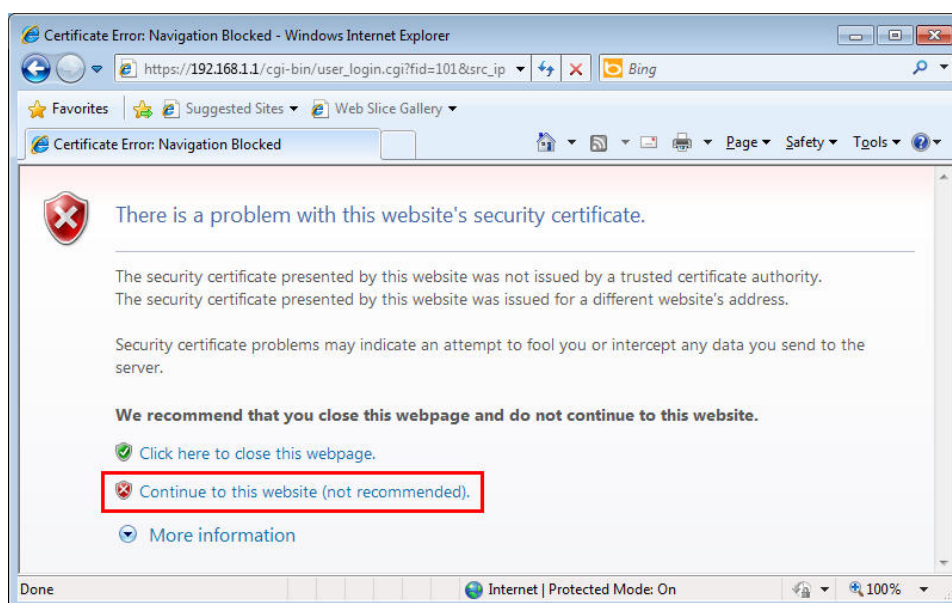 Certificate Error: Navigation Blocked - Windows Internet Explorer
https://192.168.1.1/cgi-bin/user_login.cgi?fid=101&src_ip
Bing
Favorites
Suggested Sites
Web Slice Gallery
Certificate Error: Navigation Blocked
Page
Safety
Tools
There is a problem with this website's security certificate.
The security certificate presented by this website was not issued by a trusted certificate authority.
The security certificate presented by this website was issued for a different website's address.
Security certificate problems may indicate an attempt to fool you or intercept any data you send to the
server.
We recommend that you close this webpage and do not continue to this website.
Click here to close this webpage.
Continue to this website (not recommended).
More information
Done
Internet | Protected Mode: On
100%